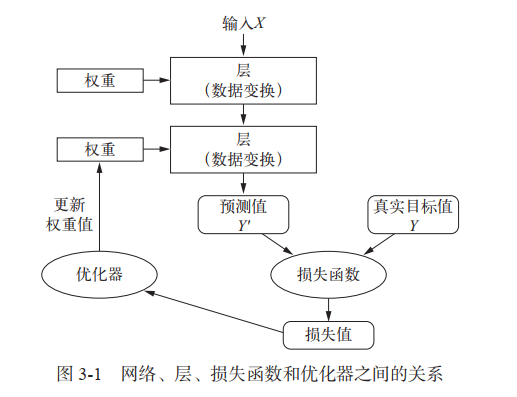 输入X
权重
层
（数据变换）
权重
层
（数据变换）
更新
权重值
预测值
Y'
真实目标值
Y
优化器
损失函数
损失值
图 3-1 网络、层、损失函数和优化器之间的关系